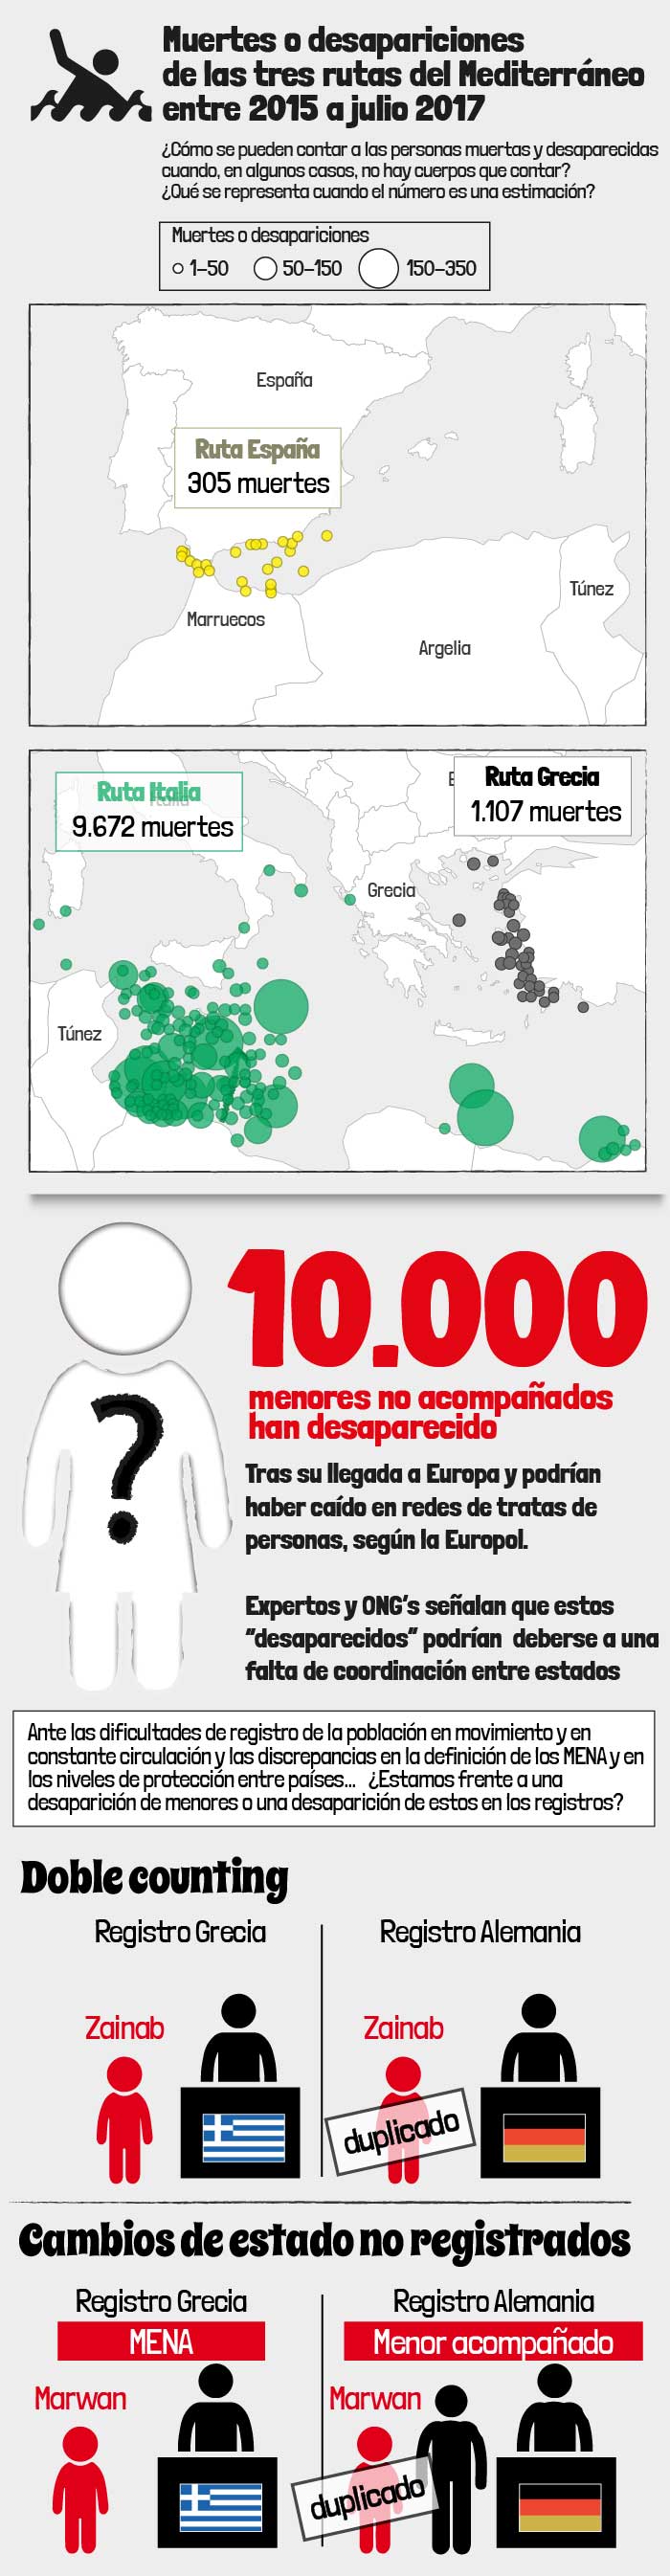 Muertes o desapariciones
de las tres rutas del Mediterráneo
entre 2015 a julio 2017
¿Cómo se pueden contar a las personas muertas y desaparecidas
cuando, en algunos casos, no hay cuerpos que contar?
¿Qué se representa cuando el número es una estimación?
Muertes o desapariciones
1-50 50-150 150-350
España
Ruta España
305 muertes
Túnez
Marruecos
Argelia
Ruta Italia
9.672 muertes
Ruta Grecia
1.107 muertes
Italia
Grecia
Túnez
10.000
menores no acompañados
han desaparecido
Tras su llegada a Europa y podrían
haber caído en redes de tratas de
personas, según la Europol.
Expertos y ONG's señalan que estos
"desaparecidos" podrían deberse a una
falta de coordinación entre estados
Ante las dificultades de registro de la población en movimiento y en
constante circulación y las discrepancias en la definición de los MENA y en
los niveles de protección entre países... ¿Estamos frente a una
desaparición de menores o una desaparición de estos en los registros?
Doble counting
Registro Grecia
Registro Alemania
Zainab
Zainab
duplicado
Cambios de estado no registrados
Registro Grecia
Registro Alemania
MENA
Menor acompañado
Marwan
Marwan
duplicado